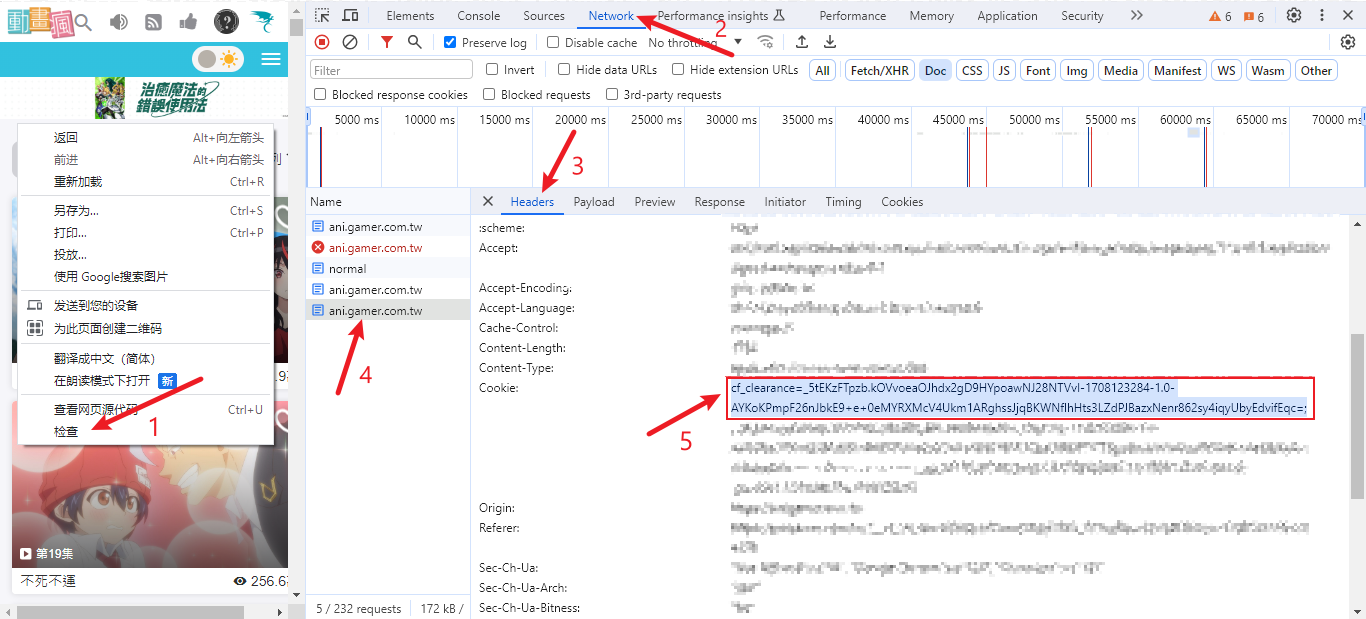 動畫瘋
治癒魔法的
錯誤使用法
返回 Alt+向左箭头
前进 Alt+向右箭头
重新加载 Ctrl+R
另存为... Ctrl+S
打印... Ctrl+P
投放...
使用 Google搜索图片
发送到您的设备
为此页面创建二维码
翻译成中文（简体）
在朗读模式下打开 新
查看网页源代码 Ctrl+U
检查
1
第19集
不死不運 256.6
Elements Console Sources Network Performance insights Performance Memory Application Security 6 6
2
Preserve log Disable cache No throttling
Filter Invert Hide data URLs Hide extension URLs All Fetch/XHR Doc CSS JS Font Img Media Manifest WS Wasm Other
Blocked response cookies Blocked requests 3rd-party requests
5000 ms 10000 ms 15000 ms 20000 ms 25000 ms 30000 ms 35000 ms 40000 ms 45000 ms 50000 ms 55000 ms 60000 ms 65000 ms 70000 ms
3
Name
ani.gamer.com.tw
ani.gamer.com.tw
normal
ani.gamer.com.tw
ani.gamer.com.tw
4
5 / 232 requests 172 kB /
Headers Payload Preview Response Initiator Timing Cookies
:scheme:
Accept:
Accept-Encoding:
Accept-Language:
Cache-Control:
Content-Length:
Content-Type:
Cookie:
cf_clearance=_5tEKzFTpzb.kOVvoeaOJhdx2gD9HYpoawNJ28NTVvI-1708123284-1.0-
AYKoKPmpF26nJbkE9+e+0eMYRXMcV4Ukm1ARghssJjqBKWNflhHts3LZdPJBazxNenr862sy4iqyUbyEdvifEqc=;
5
Origin:
Referer:
Sec-Ch-Ua:
Sec-Ch-Ua-Arch:
Sec-Ch-Ua-Bitness: